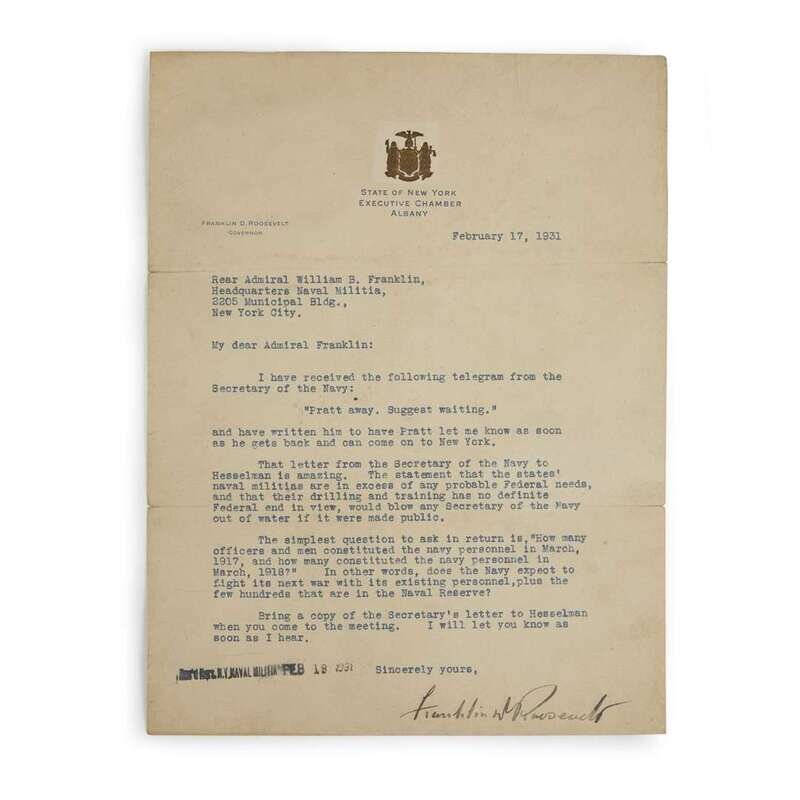 STATE OF NEW YORK
EXECUTIVE CHAMBER
ALBANY
FRANKLIN D. ROOSEVELT
GOVERNOR
February 17, 1931
Rear Admiral William B. Franklin,
Headquarters Naval Militia,
2205 Municipal Bldg.,
New York City.
My dear Admiral Franklin:
I have received the following telegram from the
Secretary of the Navy:
"Pratt away. Suggest waiting."
and have written him to have Pratt let me know as soon
as he gets back and can come on to New York.
That letter from the Secretary of the Navy to
Hesselman is amazing. The statement that the states'
naval militias are in excess of any probable Federal needs,
and that their drilling and training has no definite
Federal end in view, would blow any Secretary of the Navy
out of water if it were made public.
The simplest question to ask in return is,"How many
officers and men constituted the navy personnel in March,
1917, and how many constituted the navy personnel in
March, 1918?" In other words, does the Navy expect to
fight its next war with its existing personnel,plus the
few hundreds that are in the Naval Reserve?
Bring a copy of the Secretary's letter to Hesselman
when you come to the meeting. I will let you know as
soon as I hear.
Rec'd Hqrs. N.Y. NAVAL MILITIA FEB 18 1931
Sincerely yours,
Franklin D Roosevelt